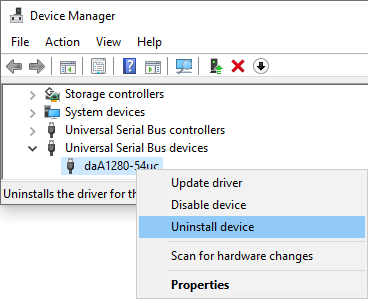 Device Manager
File Action View Help
Storage controllers
System devices
Universal Serial Bus controllers
Universal Serial Bus devices
daA1280-54uc
Uninstalls the driver for th
Update driver
Disable device
Uninstall device
Scan for hardware changes
Properties